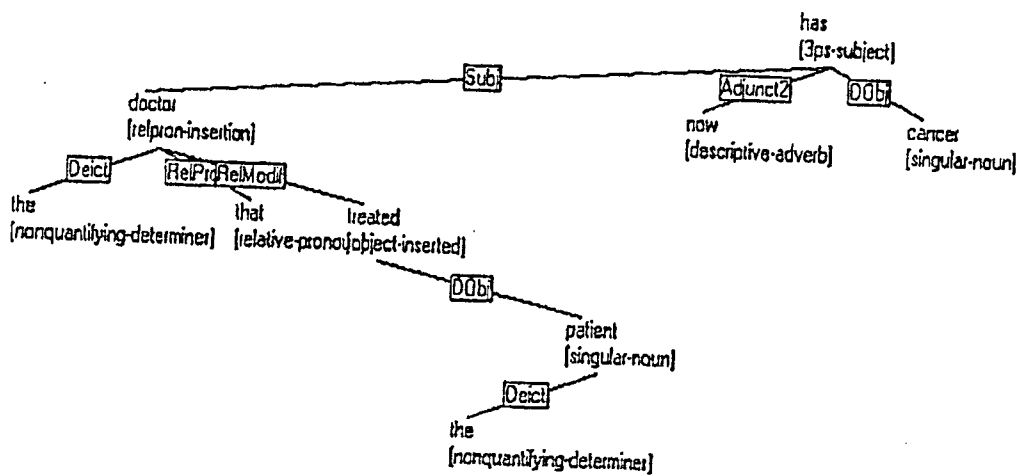 has
[3ps-subject]
Subj
Adjunct2
DObj
doctor
[relpron-insertion]
now
[descriptive-adverb]
cancer
[singular-noun]
Deict
RelPro
RelModif
the
[nonquantifying-determiner]
that
[relative-pronou
treated
object-inserted]
DObj
patient
[singular-noun]
Deict
the
[nonquantifying-determiner]